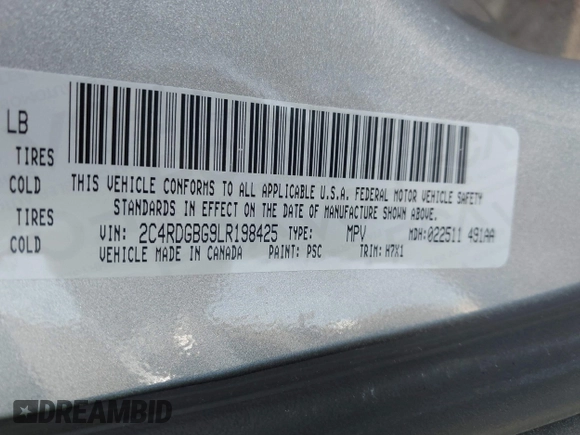 LB
TIRES
COLD
THIS VEHICLE CONFORMS TO ALL APPLICABLE U.S.A. FEDERAL MOTOR VEHICLE SAFETY
TIRES
STANDARDS IN EFFECT ON THE DATE OF MANUFACTURE SHOWN ABOVE.
COLD
VIN: 2C4RDGBG9LR198425 TYPE: MPV MDH:022511 491AA
VEHICLE MADE IN CANADA PAINT: PSC TRIM: H7X1
DREAMBID